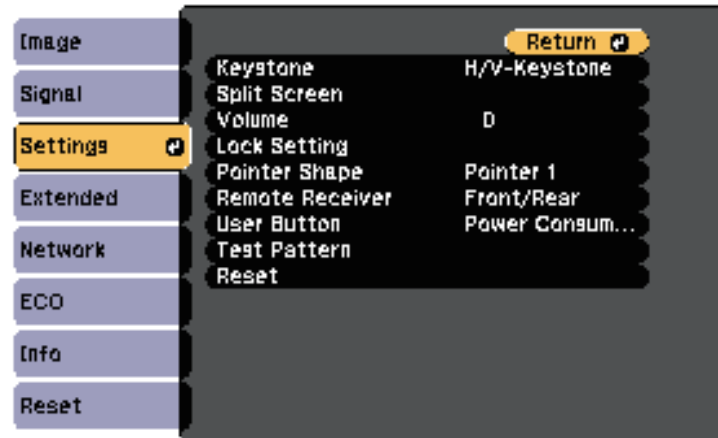 Image
Signal
Settings
Extended
Network
ECO
Info
Reset
Return
Keystone H/V-Keystone
Split Screen
Volume 0
Lock Setting
Pointer Shape Pointer 1
Remote Receiver Front/Rear
User Button Power Consum...
Test Pattern
Reset